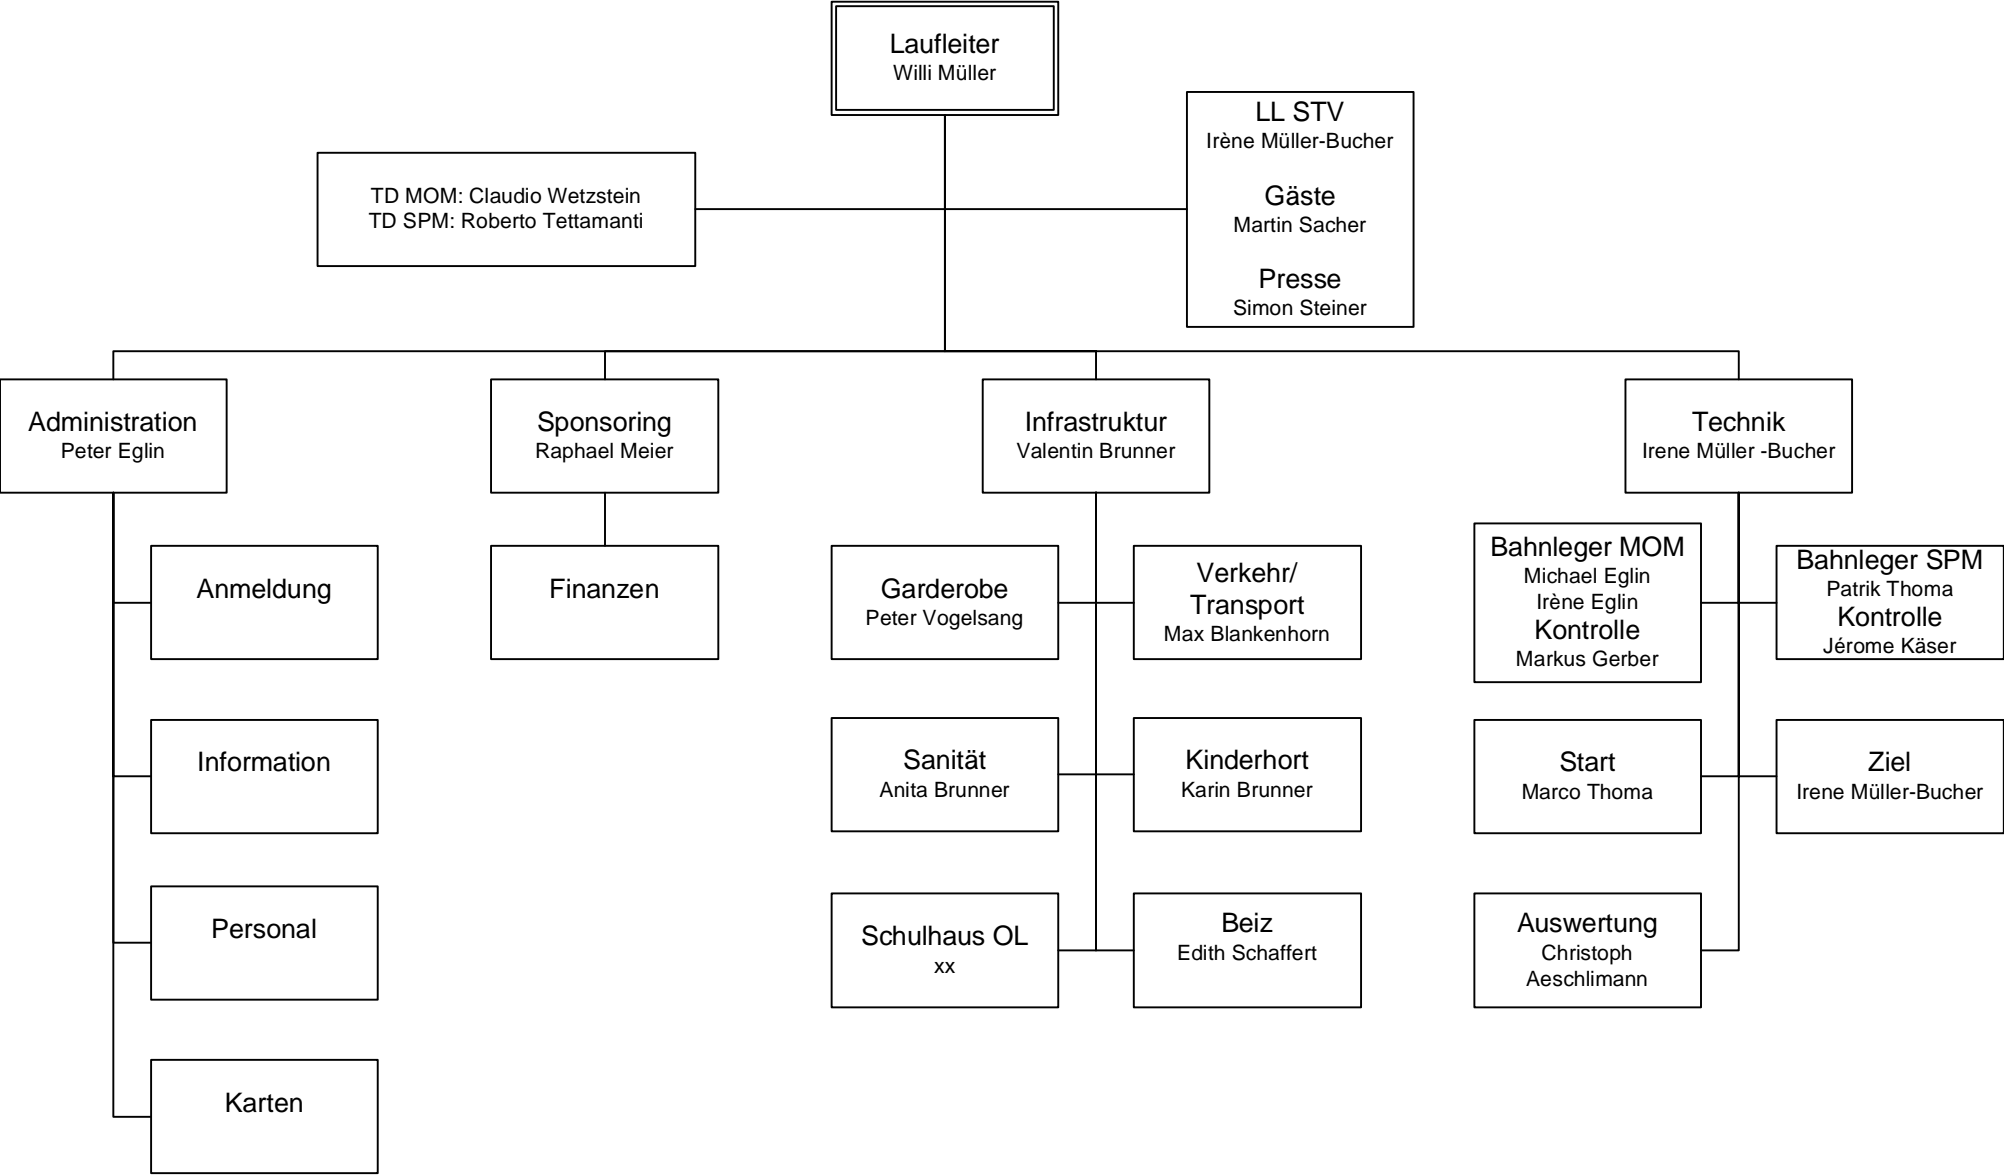 Laufleiter
Willi Müller
LL STV
Irène Müller-Bucher
Gäste
Martin Sacher
Presse
Simon Steiner
TD MOM: Claudio Wetzstein
TD SPM: Roberto Tettamanti
Administration
Peter Eglin
Sponsoring
Raphael Meier
Infrastruktur
Valentin Brunner
Technik
Irene Müller -Bucher
Anmeldung
Information
Personal
Karten
Finanzen
Garderobe
Peter Vogelsang
Verkehr/
Transport
Max Blankenhorn
Sanität
Anita Brunner
Kinderhort
Karin Brunner
Schulhaus OL
xx
Beiz
Edith Schaffert
Bahnleger MOM
Michael Eglin
Irène Eglin
Kontrolle
Markus Gerber
Bahnleger SPM
Patrik Thoma
Kontrolle
Jérome Käser
Start
Marco Thoma
Ziel
Irene Müller-Bucher
Auswertung
Christoph
Aeschlimann